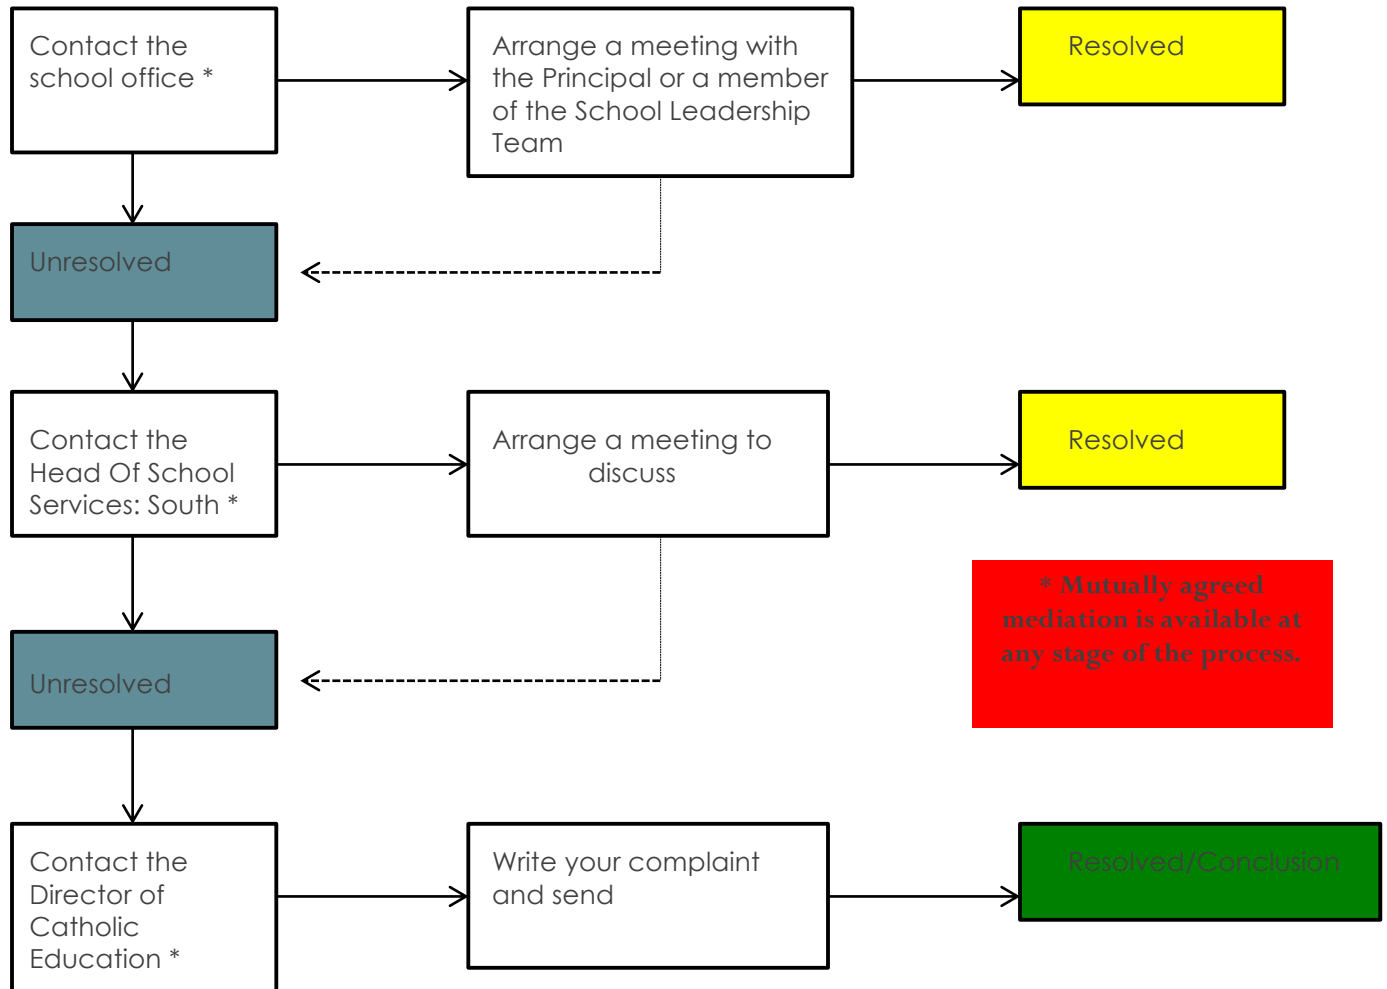 Contact the
school office *
Arrange a meeting with
the Principal or a member
of the School Leadership
Team
Resolved
Unresolved
Contact the
Head Of School
Services: South *
Arrange a meeting to
discuss
Resolved
* Mutually agreed
mediation is available at
any stage of the process.
Unresolved
Contact the
Director of
Catholic
Education *
Write your complaint
and send
Resolved/Conclusion